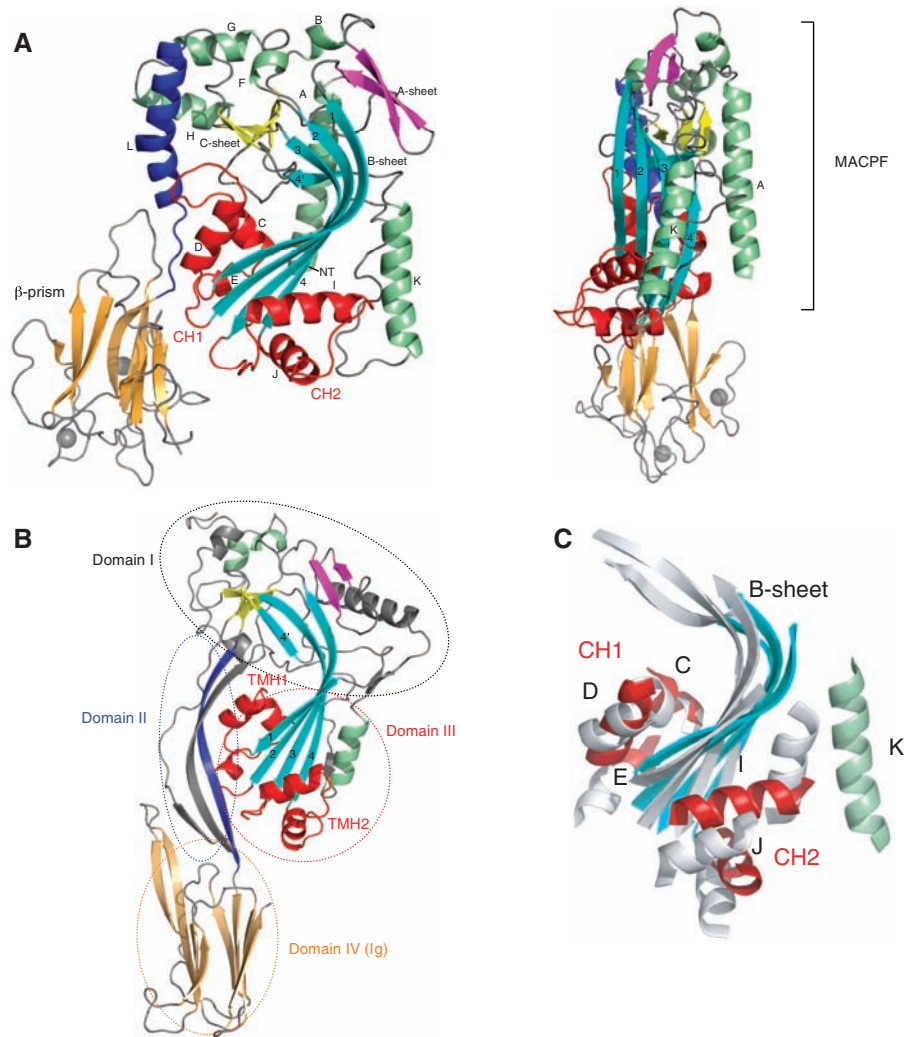 A
G
B
F
A
A-sheet
1
H
C-sheet
2
3
B-sheet
L
4'
C
D
E
NT
4
I
K
β-prism
CH1
J
CH2
MACPF
1
2
3
A
K
4
B
Domain I
4'
TMH1
Domain II
Domain III
1
2
3
4
TMH2
Domain IV (Ig)
C
B-sheet
CH1
C
D
K
E
I
J
CH2